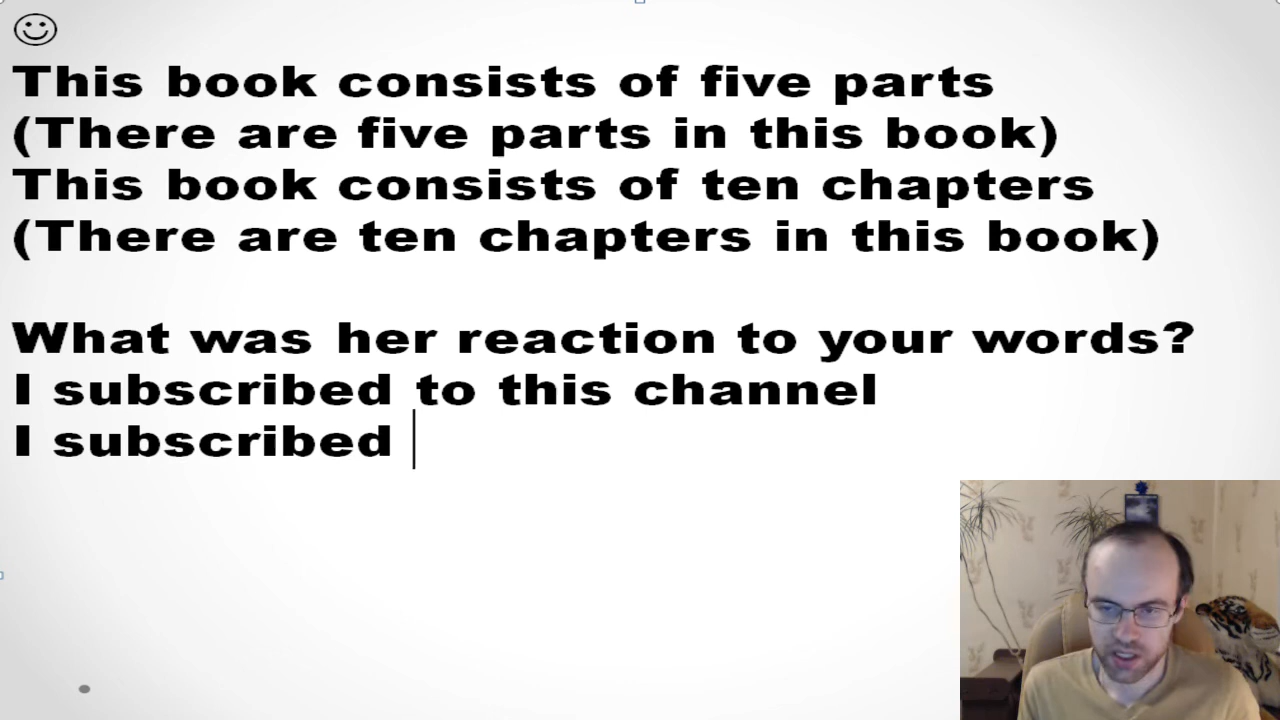 This book consists of five parts
(There are five parts in this book)
This book consists of ten chapters
(There are ten chapters in this book)
What was her reaction to your words?
I subscribed to this channel
I subscribed